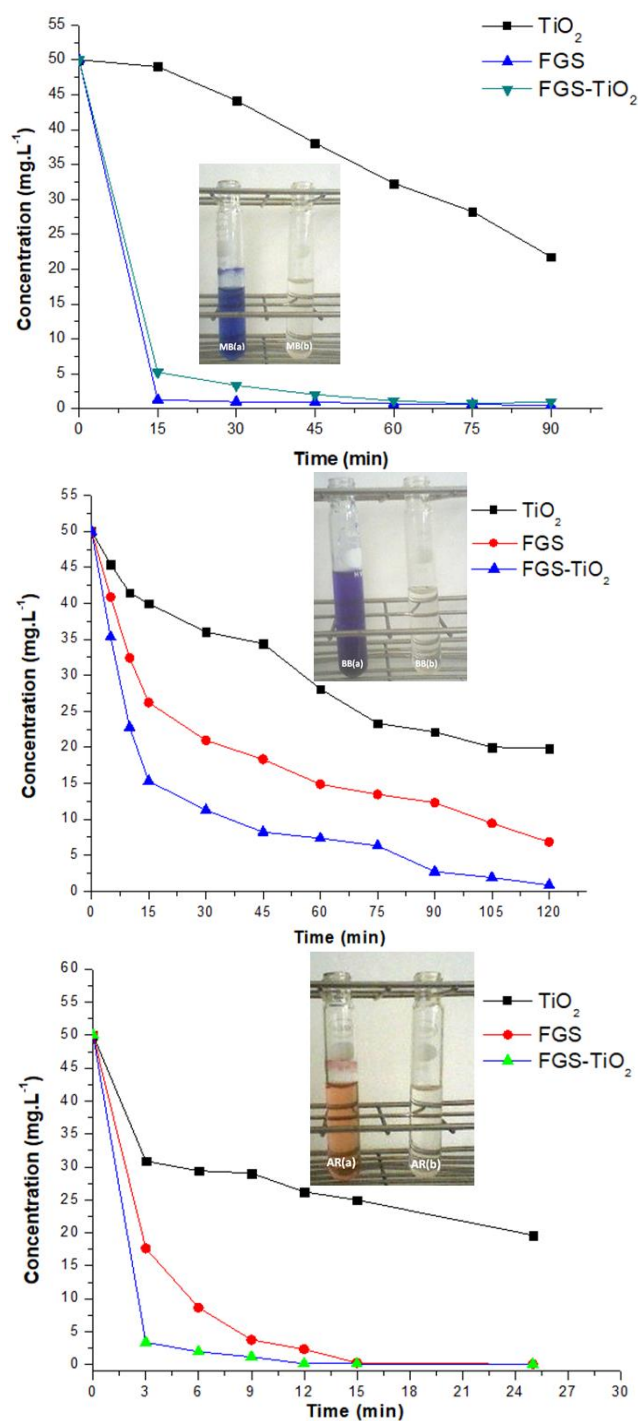 55
50
45
40
35
30
25
20
15
10
5
0
Concentration (mg.L⁻¹)
TiO₂
FGS
FGS-TiO₂
MB(a) MB(b)
0 15 30 45 60 75 90
Time (min)
55
50
45
40
35
30
25
20
15
10
5
0
Concentration (mg.L⁻¹)
TiO₂
FGS
FGS-TiO₂
BB(a) BB(b)
0 15 30 45 60 75 90 105 120
Time (min)
60
55
50
45
40
35
30
25
20
15
10
5
0
Concentration (mg.L⁻¹)
TiO₂
FGS
FGS-TiO₂
AR(a) AR(b)
0 3 6 9 12 15 18 21 24 27 30
Time (min)